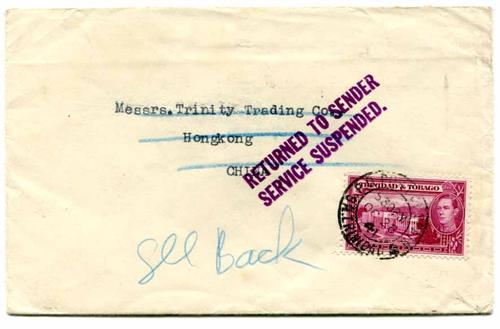 Messrs. Trinity Trading Co.,
Hongkong
CHINA
RETURNED TO SENDER
SERVICE SUSPENDED.
TRINIDAD & TOBAGO
See Back